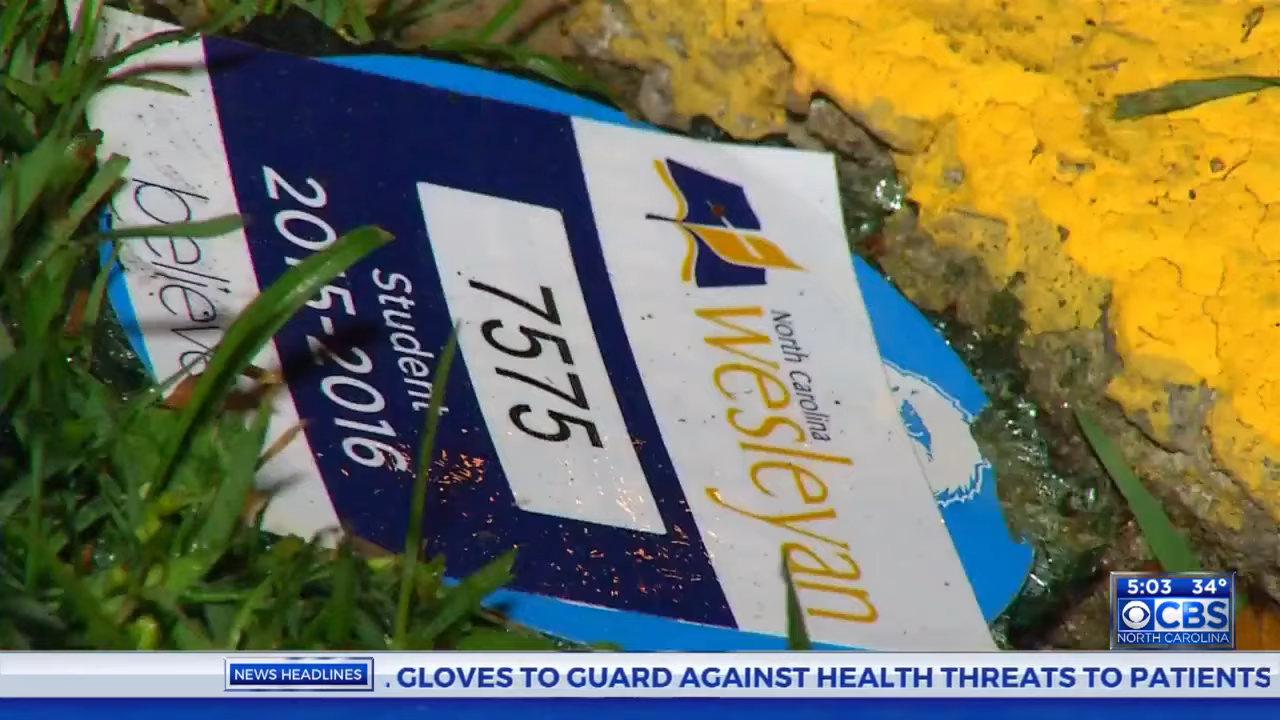 North Carolina
Wesleyan
7575
student
2015-2016
believe
5:03 34°
CBS
NORTH CAROLINA
NEWS HEADLINES
. GLOVES TO GUARD AGAINST HEALTH THREATS TO PATIENTS